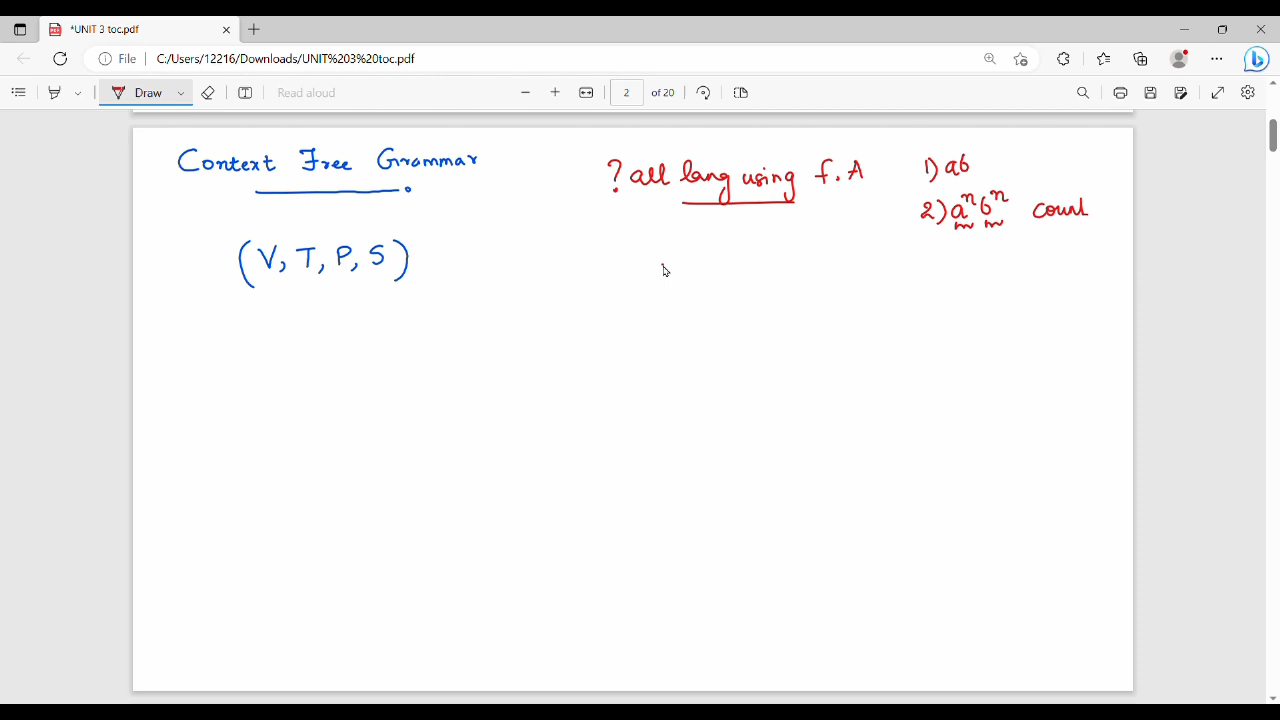 *UNIT 3 toc.pdf
File C:/Users/12216/Downloads/UNIT%203%20toc.pdf
Draw Read aloud 2 of 20
Context Free Grammar
? all lang using f.A
1) ab
2) aⁿbⁿ count
(V, T, P, S)